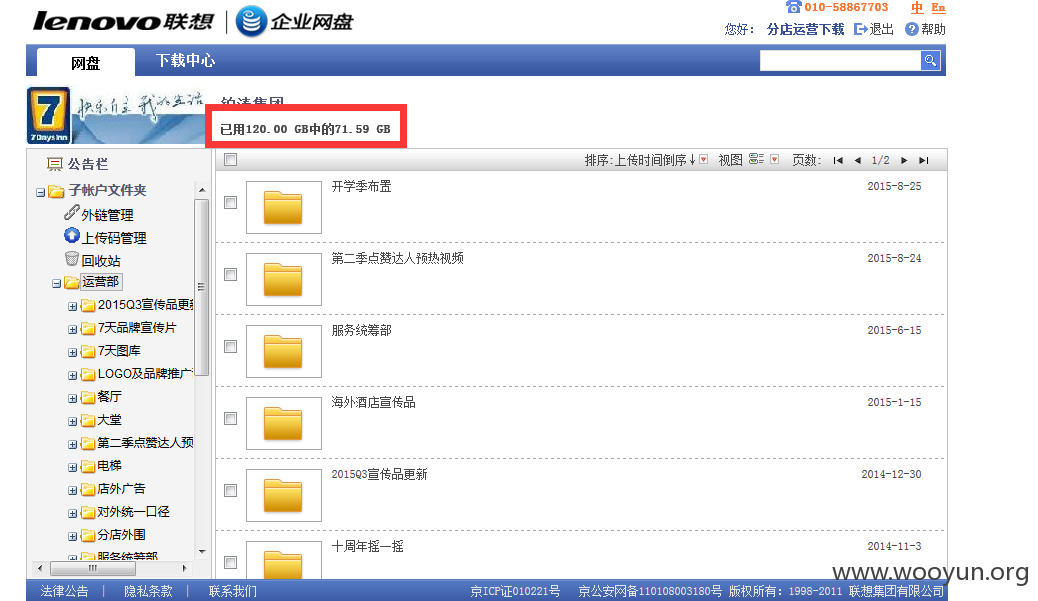 010-58867703 中 En
lenovo联想 企业网盘
您好： 分店运营下载 退出 帮助
网盘 下载中心
7 快乐自主 我的生活 铂涛集团
7Days Inn
已用120.00 GB中的71.59 GB
公告栏
排序:上传时间倒序↓ 视图 页数： 1/2
子帐户文件夹
外链管理
上传码管理
回收站
运营部
2015Q3宣传品更新
7天品牌宣传片
7天图库
LOGO及品牌推广
餐厅
大堂
第二季点赞达人预
电梯
店外广告
对外统一口径
分店外围
服务统筹部
开学季布置 2015-8-25
第二季点赞达人预热视频 2015-8-24
服务统筹部 2015-6-15
海外酒店宣传品 2015-1-15
2015Q3宣传品更新 2014-12-30
十周年摇一摇 2014-11-3
www.wooyun.org
法律公告 | 隐私条款 | 联系我们 京ICP证010221号 京公安网备110108003180号 版权所有：1998-2011 联想集团有限公司